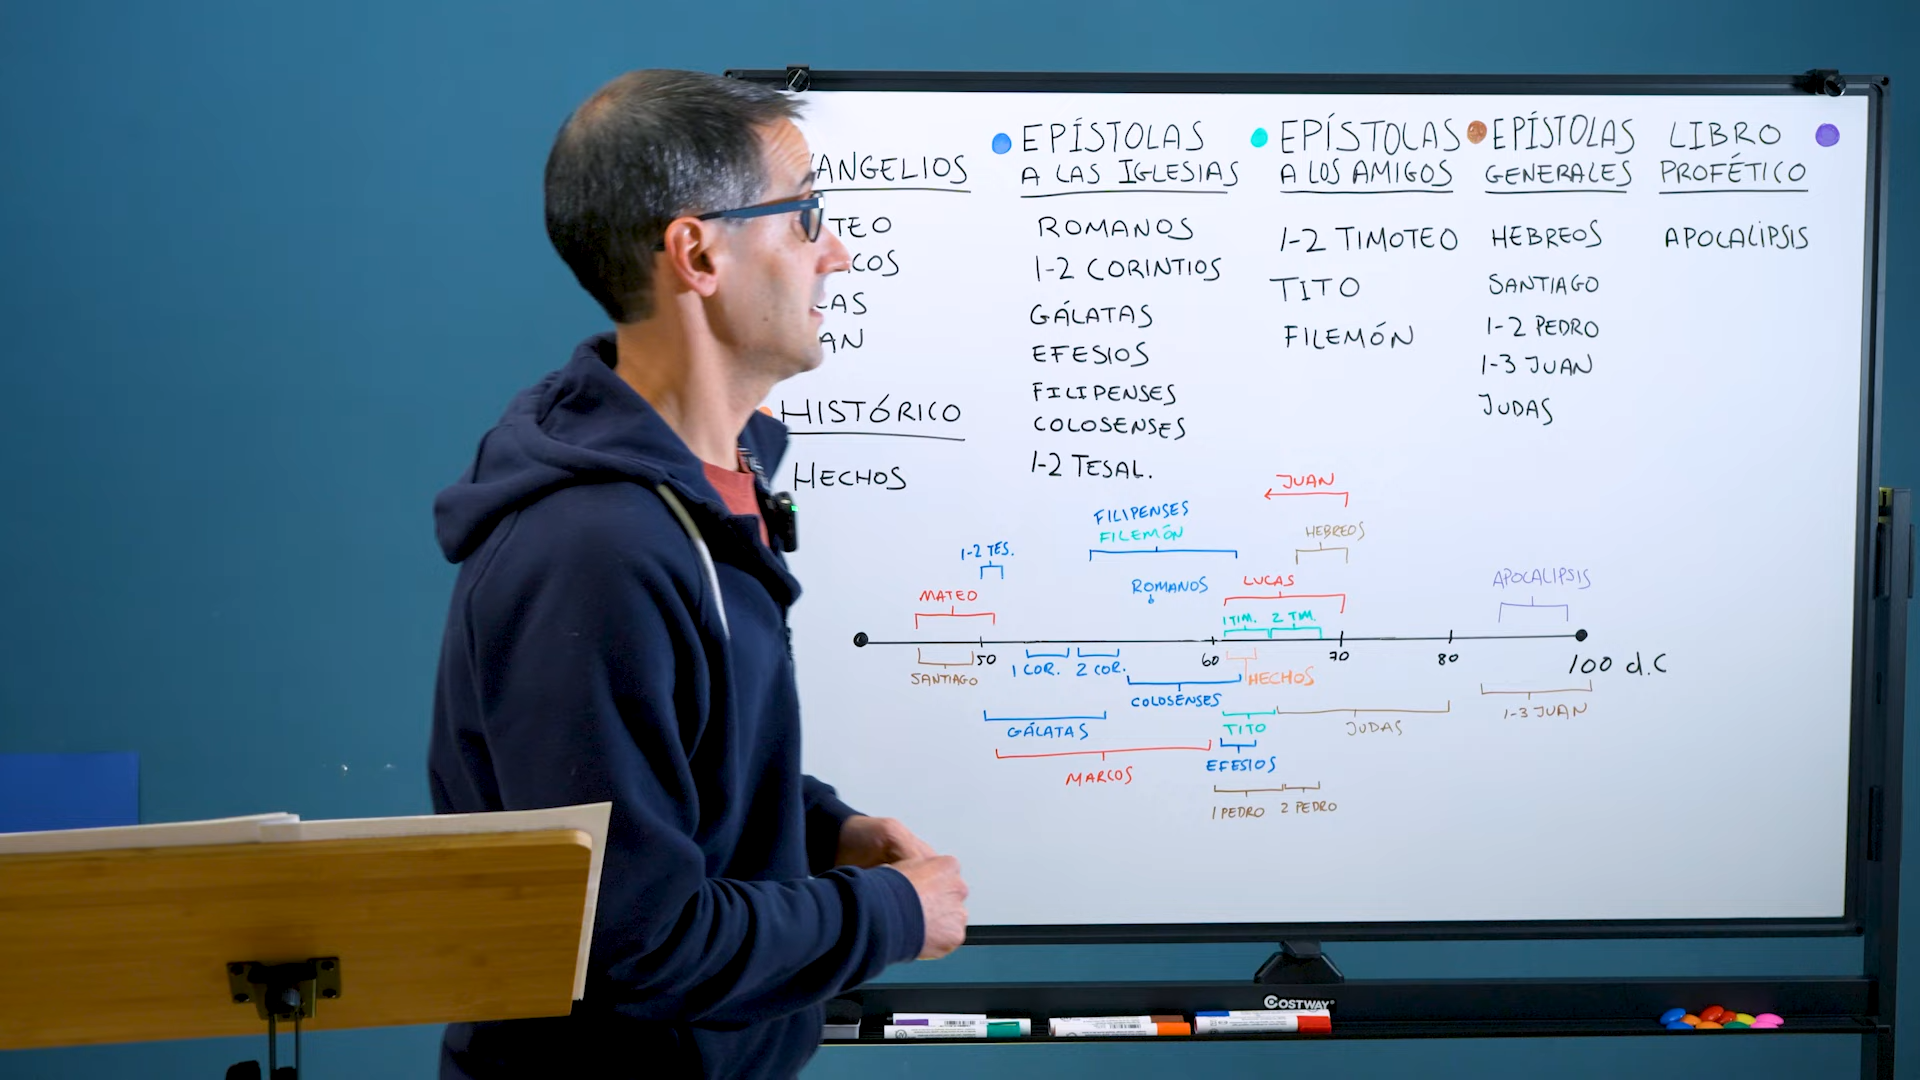 ANGELIOS
TEO
COS
AS
AN
HISTÓRICO
HECHOS
EPÍSTOLAS
A LAS IGLESIAS
ROMANOS
1-2 CORINTIOS
GÁLATAS
EFESIOS
FILIPENSES
COLOSENSES
1-2 TESAL.
EPÍSTOLAS
A LOS AMIGOS
1-2 TIMOTEO
TITO
FILEMÓN
EPÍSTOLAS
GENERALES
HEBREOS
SANTIAGO
1-2 PEDRO
1-3 JUAN
JUDAS
LIBRO
PROFÉTICO
APOCALIPSIS
JUAN
FILIPENSES
FILEMÓN
HEBREOS
1-2 TES.
ROMANOS
LUCAS
APOCALIPSIS
MATEO
1 TIM. 2 TIM.
50 60 70 80 100 d.C
SANTIAGO
1 COR. 2 COR.
HECHOS
COLOSENSES
1-3 JUAN
GÁLATAS
TITO
JUDAS
MARCOS
EFESIOS
1 PEDRO 2 PEDRO
COSTWAY